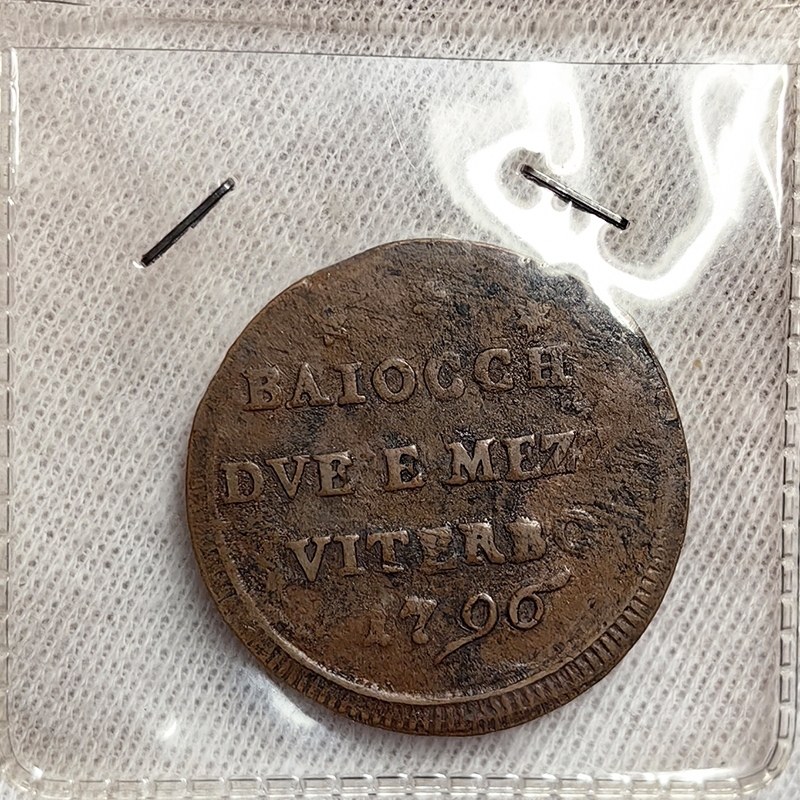 BAIOCCH
DVE E MEZ
VITERBO
1796